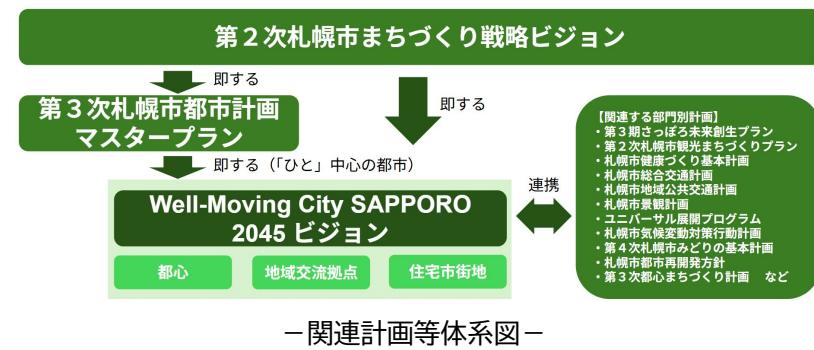 第２次札幌市まちづくり戦略ビジョン
即する
即する
第３次札幌市都市計画
マスタープラン
即する（「ひと」中心の都市）
Well-Moving City SAPPORO
2045 ビジョン
都心
地域交流拠点
住宅市街地
連携
【関連する部門別計画】
・第３期さっぽろ未来創生プラン
・第２次札幌市観光まちづくりプラン
・札幌市健康づくり基本計画
・札幌市総合交通計画
・札幌市地域公共交通計画
・札幌市景観計画
・ユニバーサル展開プログラム
・札幌市気候変動対策行動計画
・第４次札幌市みどりの基本計画
・札幌市都市再開発方針
・第３次都心まちづくり計画　など
－関連計画等体系図－